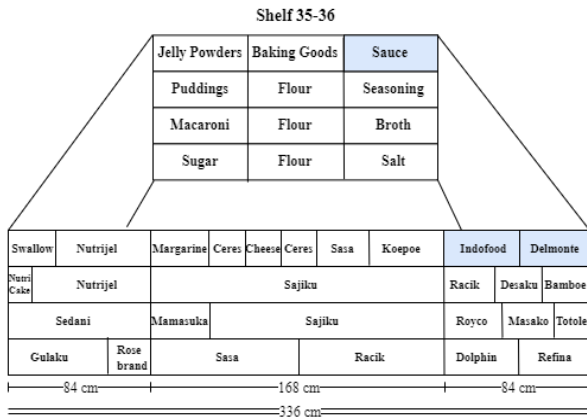 Shelf 35-36
Jelly Powders Baking Goods Sauce
Puddings Flour Seasoning
Macaroni Flour Broth
Sugar Flour Salt
Swallow Nutrijel Margarine Ceres Cheese Ceres Sasa Koepoe Indofood Delmonte
Nutri
Cake Nutrijel Sajiku Racik Desaku Bamboe
Sedani Mamasuka Sajiku Royco Masako Totole
Gulaku Rose
brand Sasa Racik Dolphin Refina
84 cm 168 cm 84 cm
336 cm